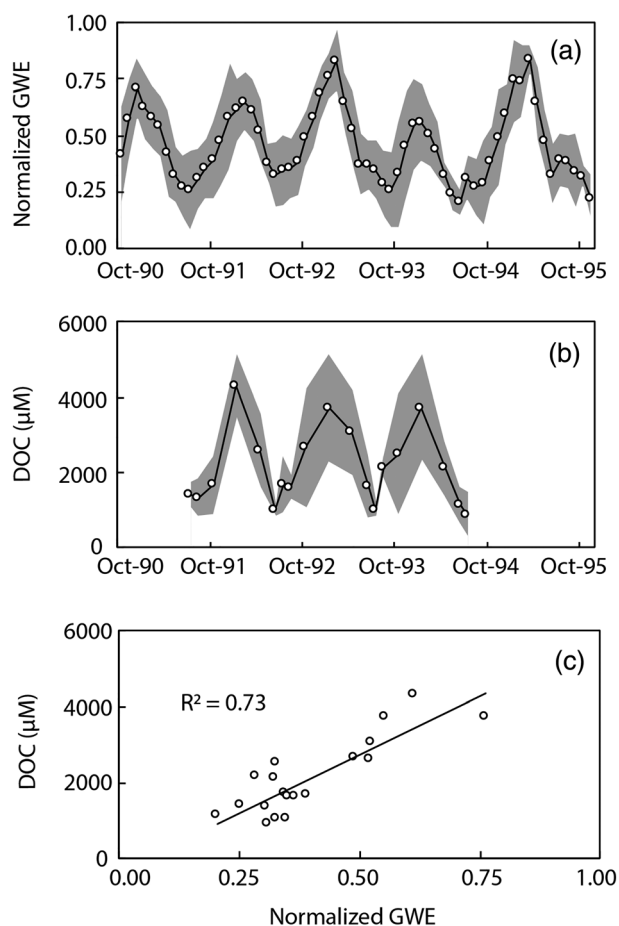 1.00
(a)
0.75
0.50
0.25
0.00
Normalized GWE
Oct-90 Oct-91 Oct-92 Oct-93 Oct-94 Oct-95
6000
(b)
4000
2000
0
DOC (μM)
Oct-90 Oct-91 Oct-92 Oct-93 Oct-94 Oct-95
6000
(c)
R² = 0.73
4000
2000
0
DOC (μM)
0.00 0.25 0.50 0.75 1.00
Normalized GWE